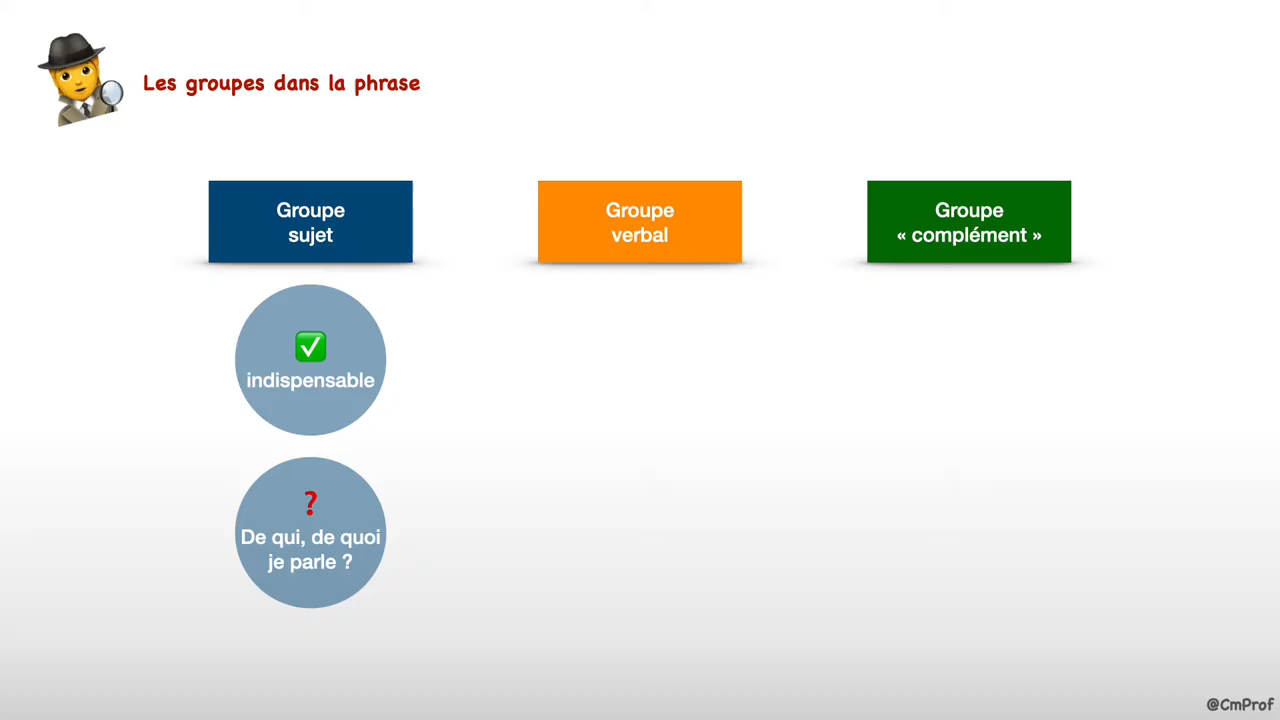 Les groupes dans la phrase
Groupe
sujet
Groupe
verbal
Groupe
« complément »
indispensable
?
De qui, de quoi
je parle ?
@CmProf